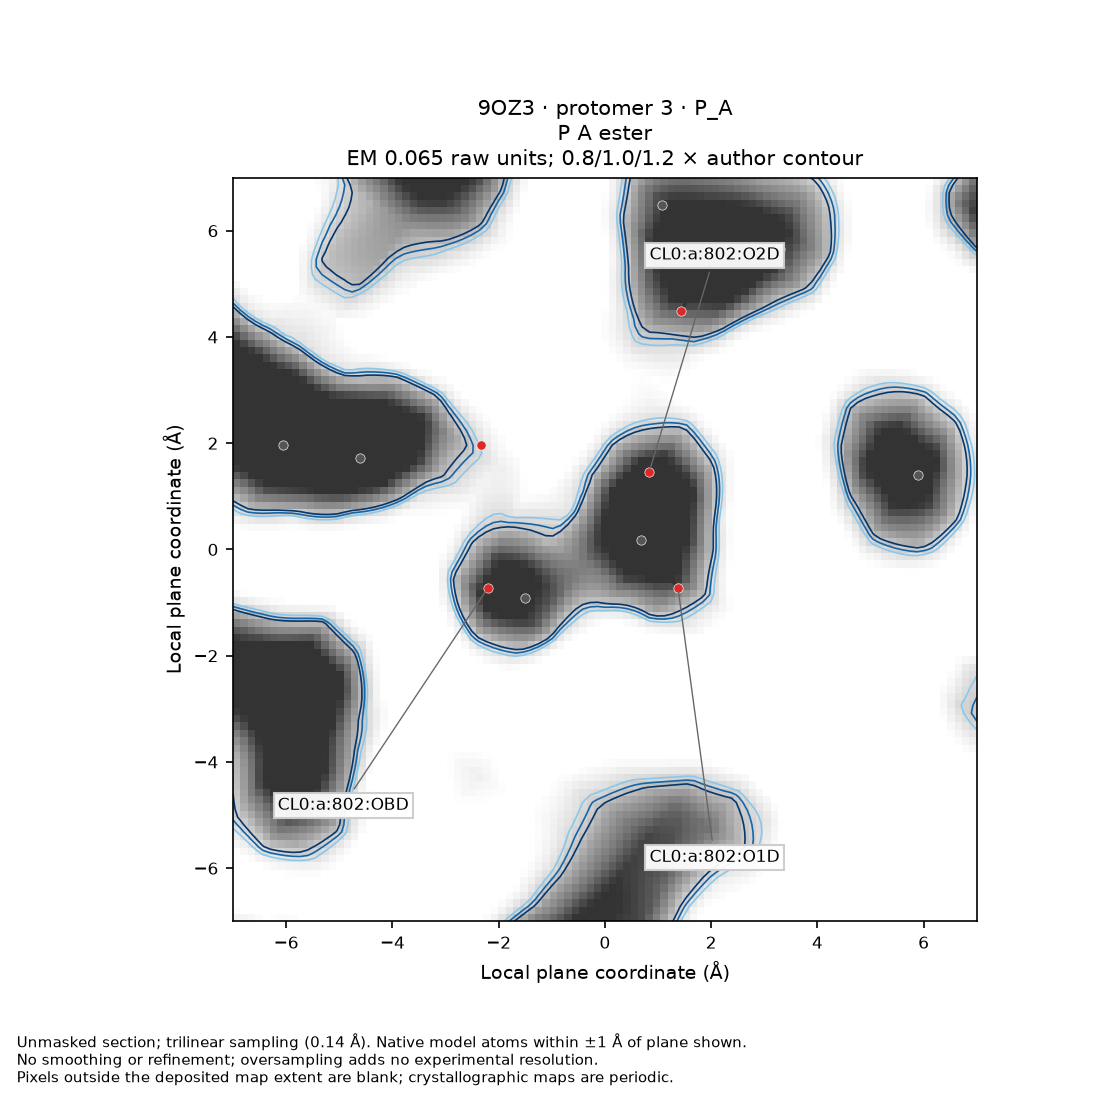 9OZ3 · protomer 3 · P_A
P A ester
EM 0.065 raw units; 0.8/1.0/1.2 × author contour
Local plane coordinate (Å)
6
4
2
0
−2
−4
−6
CL0:a:802:O2D
CL0:a:802:OBD
CL0:a:802:O1D
−6 −4 −2 0 2 4 6
Local plane coordinate (Å)
Unmasked section; trilinear sampling (0.14 Å). Native model atoms within ±1 Å of plane shown.
No smoothing or refinement; oversampling adds no experimental resolution.
Pixels outside the deposited map extent are blank; crystallographic maps are periodic.